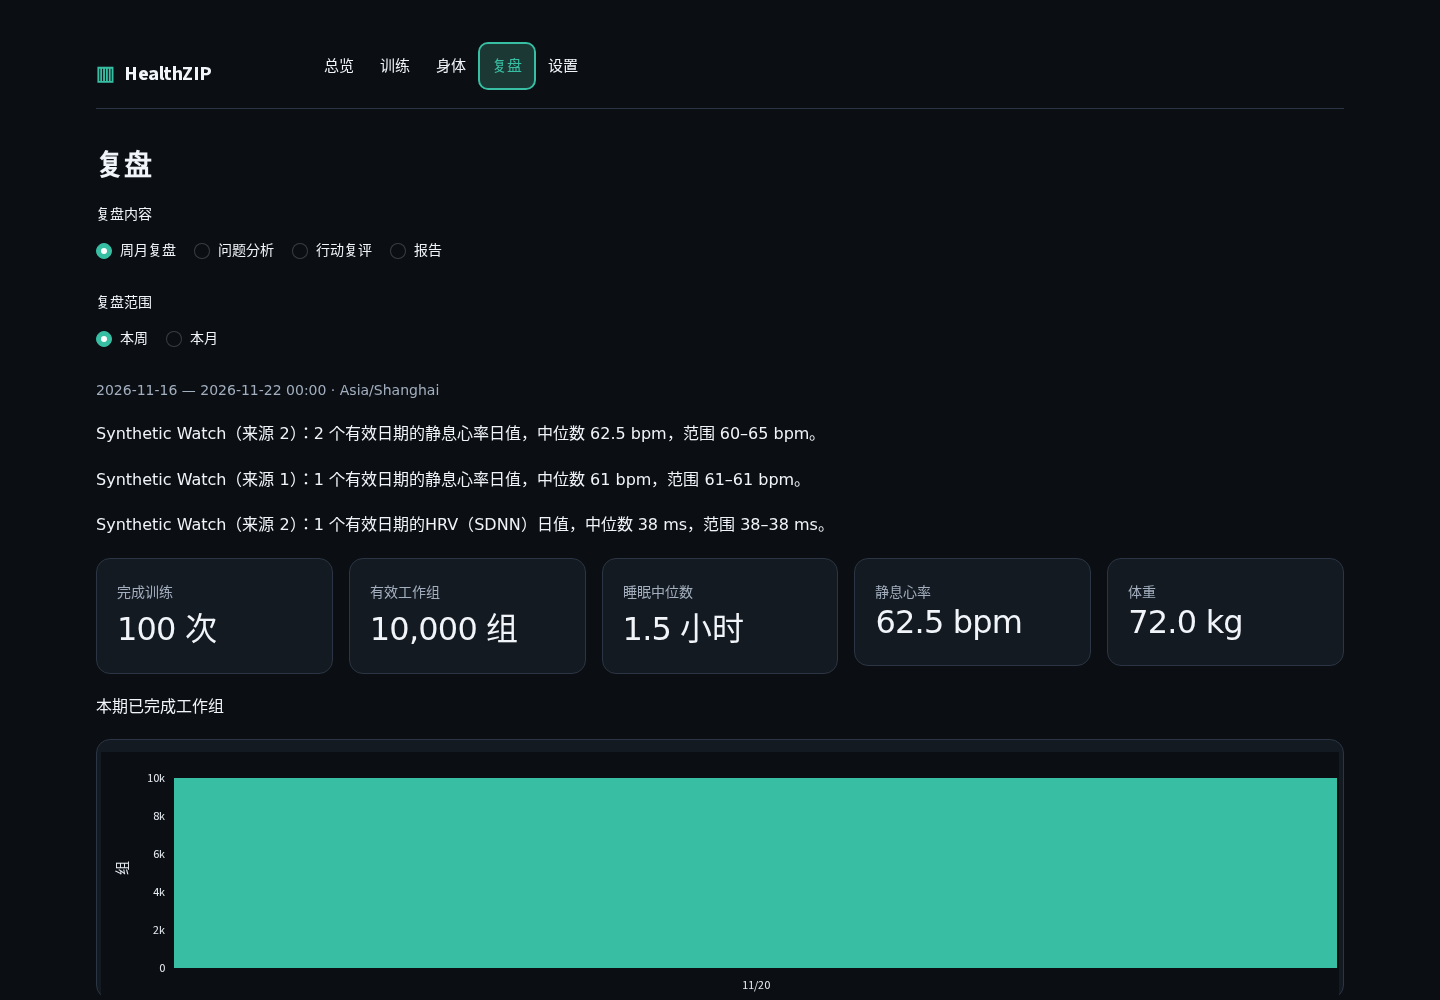 HealthZIP
总览 训练 身体 复盘 设置
复盘
复盘内容
周月复盘 问题分析 行动复评 报告
复盘范围
本周 本月
2026-11-16 — 2026-11-22 00:00 · Asia/Shanghai
Synthetic Watch（来源 2）：2 个有效日期的静息心率日值，中位数 62.5 bpm，范围 60–65 bpm。
Synthetic Watch（来源 1）：1 个有效日期的静息心率日值，中位数 61 bpm，范围 61–61 bpm。
Synthetic Watch（来源 2）：1 个有效日期的HRV（SDNN）日值，中位数 38 ms，范围 38–38 ms。
完成训练
100 次
有效工作组
10,000 组
睡眠中位数
1.5 小时
静息心率
62.5 bpm
体重
72.0 kg
本期已完成工作组
组
10k
8k
6k
4k
2k
0
11/20